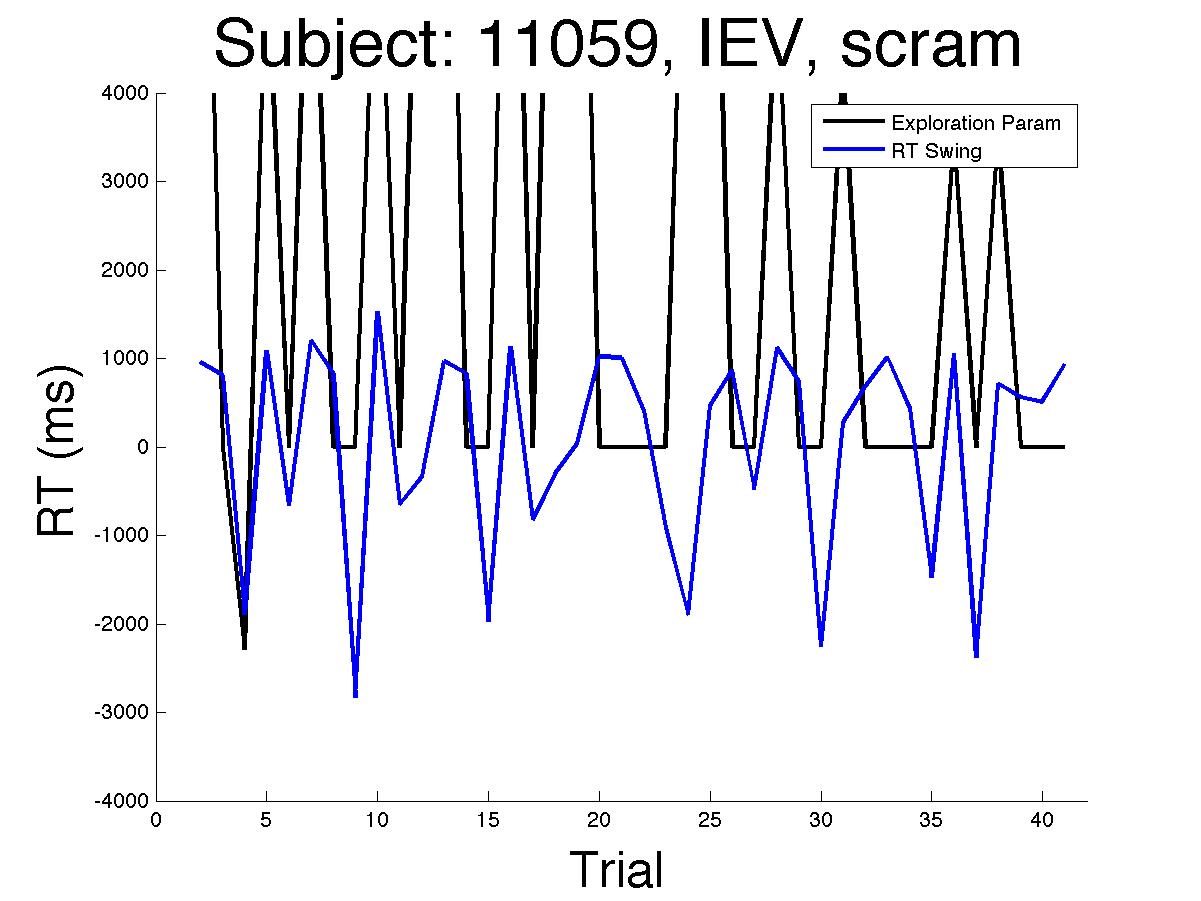 Subject: 11059, IEV, scram
4000
3000
2000
1000
0
-1000
-2000
-3000
-4000
RT (ms)
Exploration Param
RT Swing
0 5 10 15 20 25 30 35 40
Trial